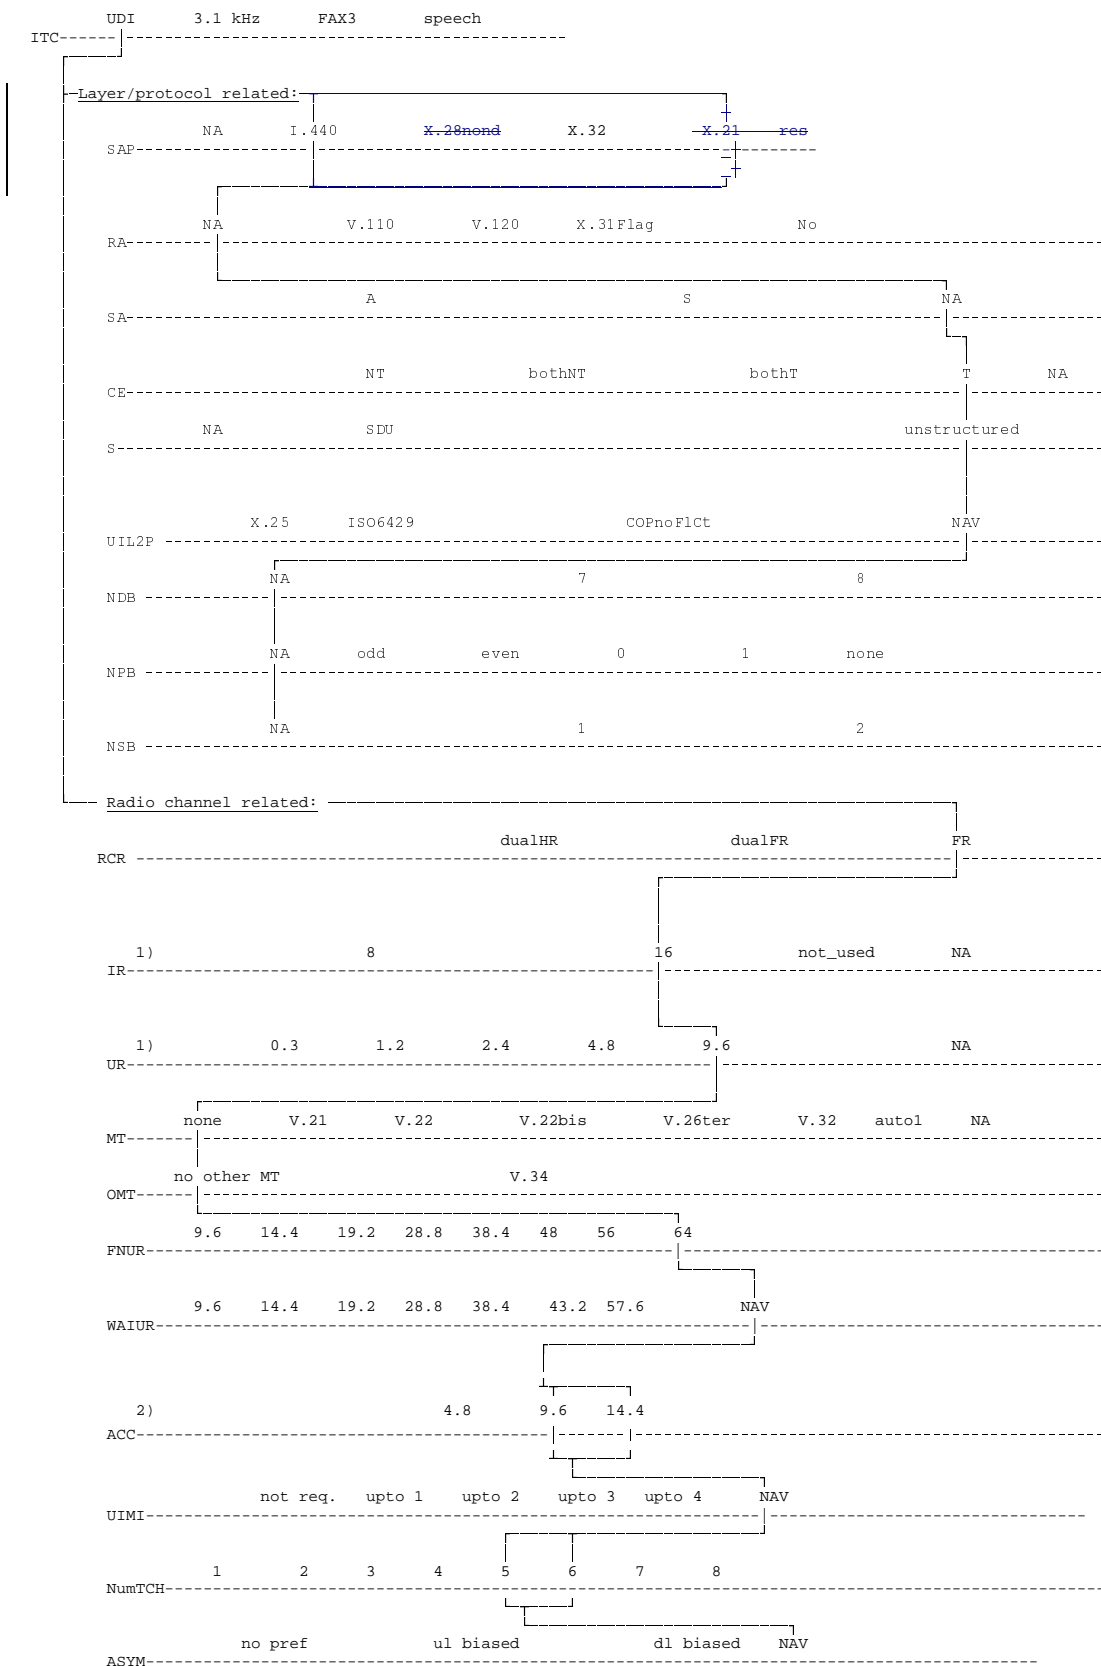 UDI 3.1 kHz FAX3 speech
ITC
Layer/protocol related:
NA I.440 X.28nond X.32 X.21 res
SAP
NA V.110 V.120 X.31Flag No
RA
A S NA
SA
NT bothNT bothT T NA
CE
NA SDU unstructured
S
X.25 ISO6429 COPnoFlCt NAV
UIL2P
NA 7 8
NDB
NA odd even 0 1 none
NPB
NA 1 2
NSB
Radio channel related:
dualHR dualFR FR
RCR
1) 8 16 not_used NA
IR
1) 0.3 1.2 2.4 4.8 9.6 NA
UR
none V.21 V.22 V.22bis V.26ter V.32 auto1 NA
MT
no other MT V.34
OMT
9.6 14.4 19.2 28.8 38.4 48 56 64
FNUR
9.6 14.4 19.2 28.8 38.4 43.2 57.6 NAV
WAIUR
2) 4.8 9.6 14.4
ACC
not req. upto 1 upto 2 upto 3 upto 4 NAV
UIMI
1 2 3 4 5 6 7 8
NumTCH
no pref ul biased dl biased NAV
ASYM